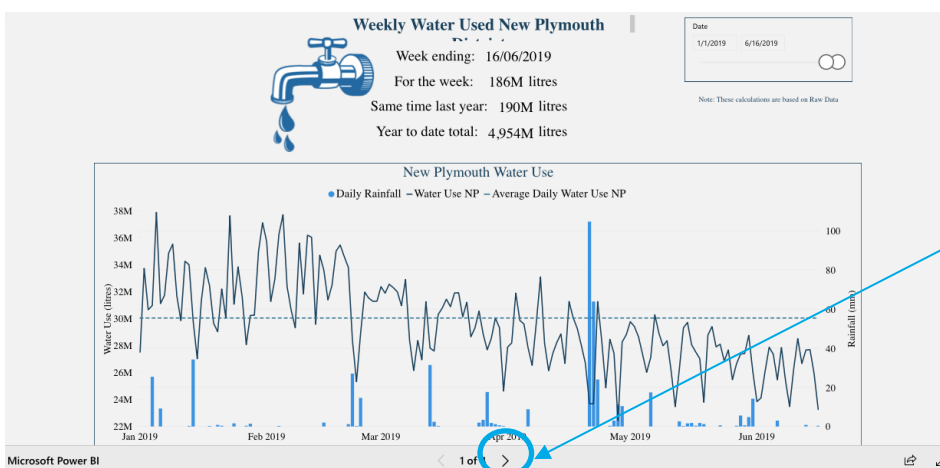 Weekly Water Used New Plymouth
Week ending: 16/06/2019
For the week: 186M litres
Same time last year: 190M litres
Year to date total: 4,954M litres
Date
1/1/2019 6/16/2019
Note: These calculations are based on Raw Data
New Plymouth Water Use
Daily Rainfall Water Use NP Average Daily Water Use NP
Water Use (litres)
38M
36M
34M
32M
30M
28M
26M
24M
22M
100
80
60
40
20
0
Rainfall (mm)
Jan 2019 Feb 2019 Mar 2019 Apr 2019 May 2019 Jun 2019
Microsoft Power BI
1 of